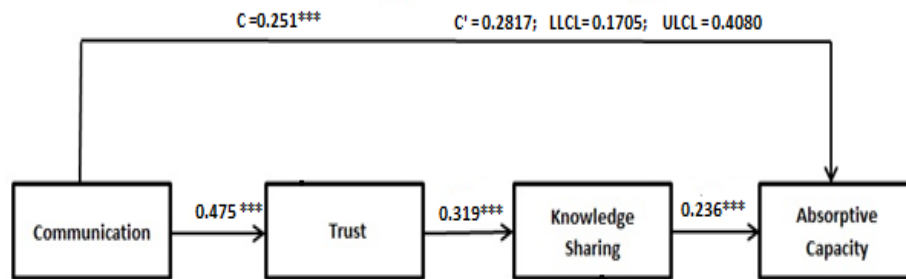 C =0.251***
C' = 0.2817; LLCL= 0.1705; ULCL = 0.4080
Communication
0.475 ***
Trust
0.319***
Knowledge
Sharing
0.236***
Absorptive
Capacity